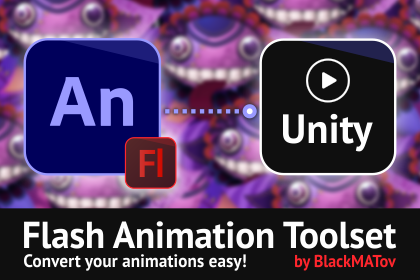 An
Fl
Unity
Flash Animation Toolset
Convert your animations easy! by BlackMATov